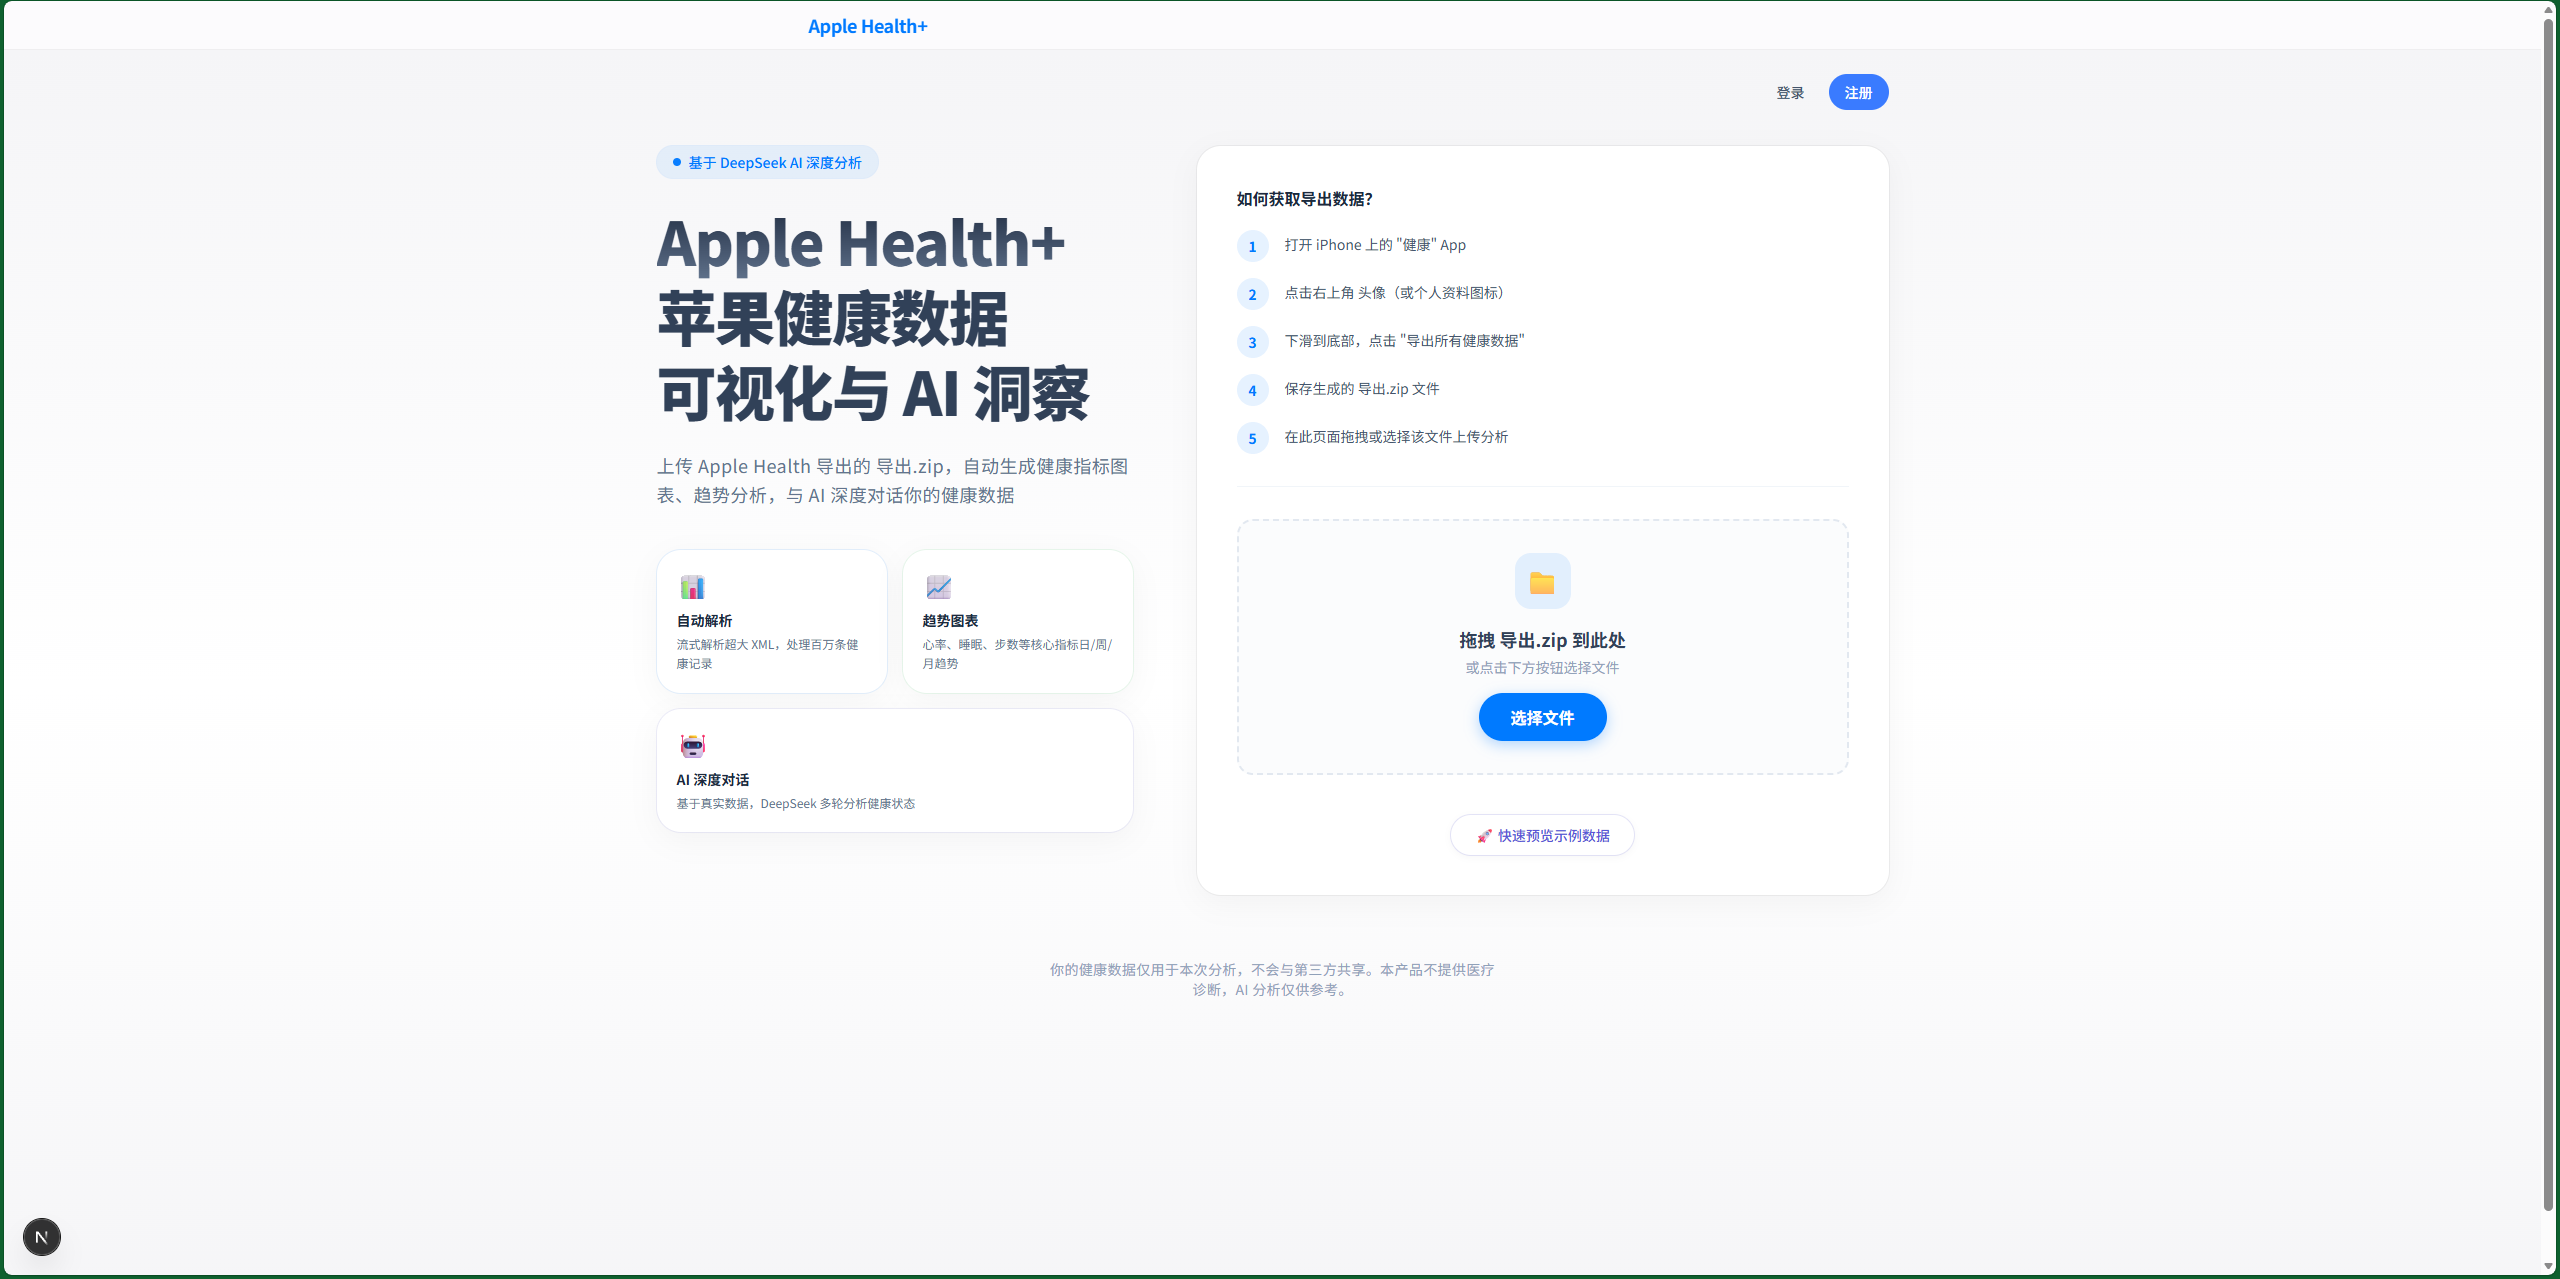 Apple Health+
登录
注册
基于 DeepSeek AI 深度分析
Apple Health+
苹果健康数据
可视化与 AI 洞察
上传 Apple Health 导出的 导出.zip，自动生成健康指标图
表、趋势分析，与 AI 深度对话你的健康数据
自动解析
流式解析超大 XML，处理百万条健
康记录
趋势图表
心率、睡眠、步数等核心指标日/周/
月趋势
AI 深度对话
基于真实数据，DeepSeek 多轮分析健康状态
如何获取导出数据？
1 打开 iPhone 上的 "健康" App
2 点击右上角 头像（或个人资料图标）
3 下滑到底部，点击 "导出所有健康数据"
4 保存生成的 导出.zip 文件
5 在此页面拖拽或选择该文件上传分析
拖拽 导出.zip 到此处
或点击下方按钮选择文件
选择文件
🚀 快速预览示例数据
你的健康数据仅用于本次分析，不会与第三方共享。本产品不提供医疗
诊断，AI 分析仅供参考。
N